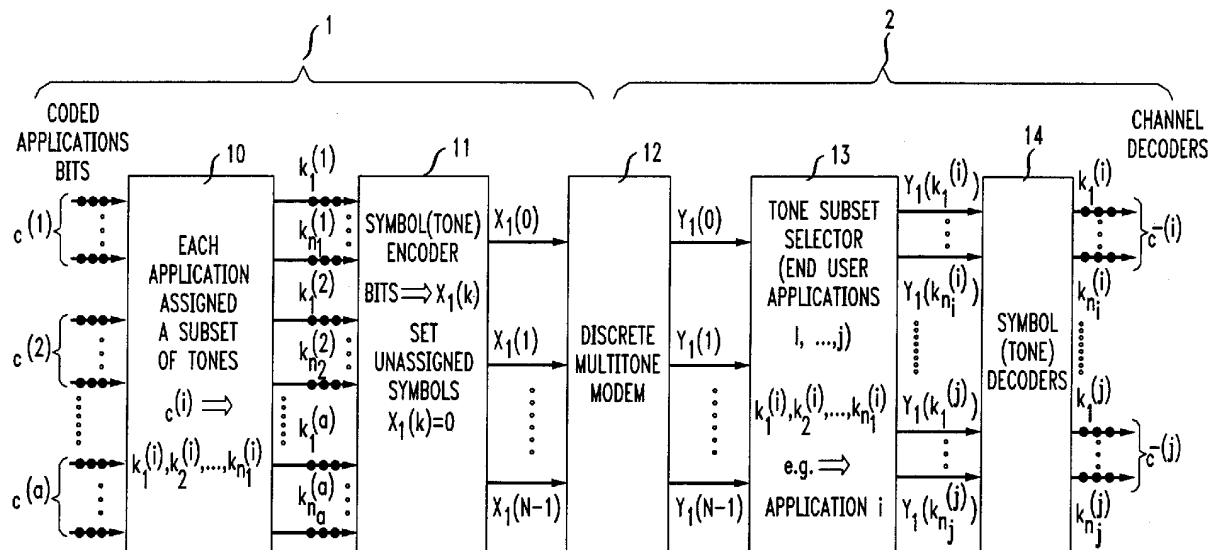 1
2
CODED
APPLICATIONS
BITS
CHANNEL
DECODERS
10
11
12
13
14
c(1)
c(2)
c(a)
EACH
APPLICATION
ASSIGNED
A SUBSET
OF TONES
c(i) ⇒
k1(i),k2(i),...,kn1(i)
k1(1)
kn1(1)
k1(2)
kn2(2)
k1(a)
kna(a)
SYMBOL(TONE)
ENCODER
BITS⇒X1(k)
SET
UNASSIGNED
SYMBOLS
X1(k)=0
X1(0)
X1(1)
X1(N-1)
DISCRETE
MULTITONE
MODEM
Y1(0)
Y1(1)
Y1(N-1)
TONE SUBSET
SELECTOR
(END USER
APPLICATIONS
I, ...,j)
k1(i),k2(i),...,kn1(i)
e.g. ⇒
APPLICATION i
Y1(k1(i))
Y1(kni(i))
Y1(k1(j))
Y1(knj(j))
SYMBOL
(TONE)
DECODERS
k1(i)
kni(i)
k1(j)
knj(j)
c-(i)
c-(j)